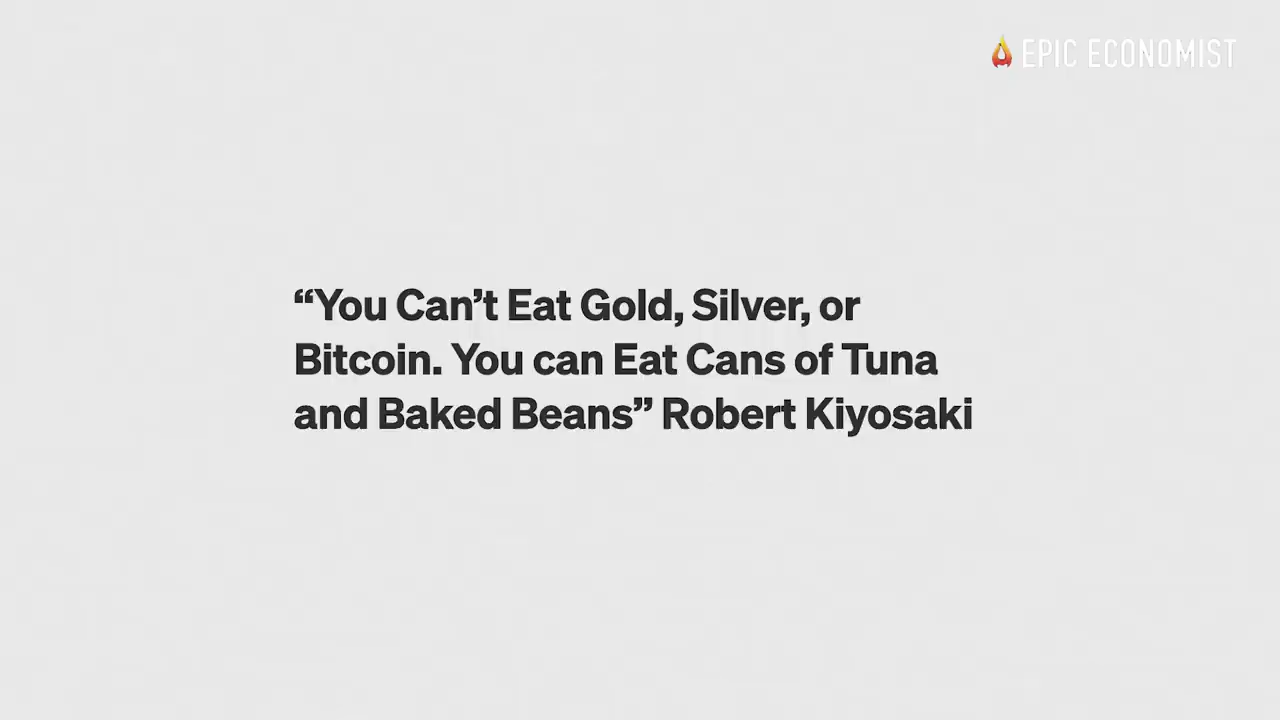 EPIC ECONOMIST
“You Can’t Eat Gold, Silver, or
Bitcoin. You can Eat Cans of Tuna
and Baked Beans” Robert Kiyosaki